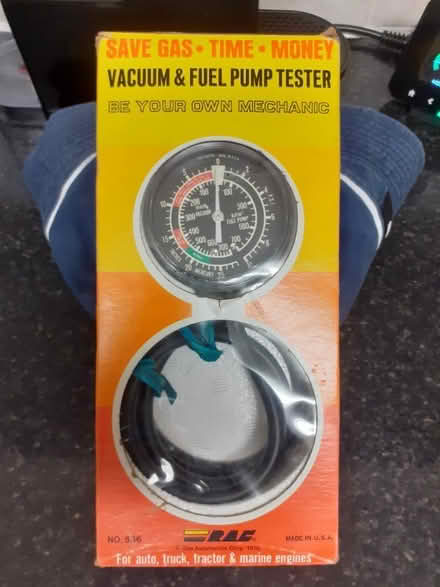 SAVE GAS • TIME • MONEY
VACUUM & FUEL PUMP TESTER
BE YOUR OWN MECHANIC
FUEL PUMP
NO. 5.16
RAC
MADE IN U.S.A.
For auto, truck, tractor & marine engines